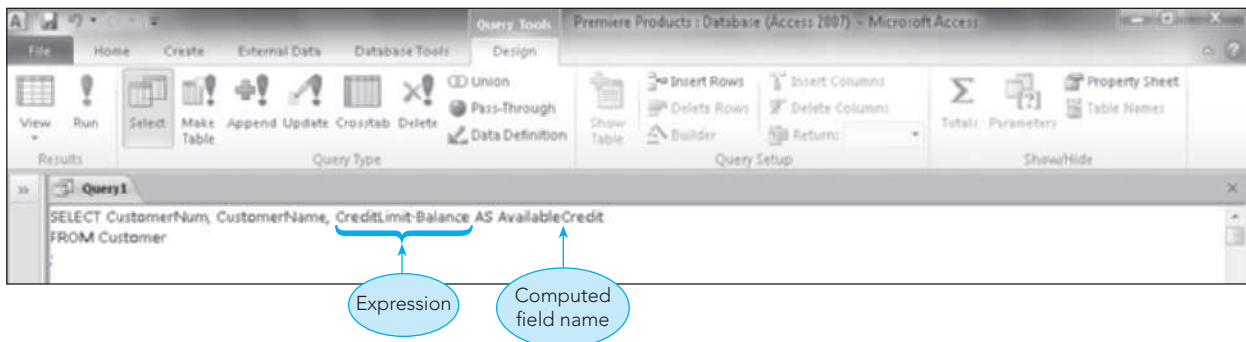 A Query Tools Premiere Products : Database (Access 2007) - Microsoft Access
File Home Create External Data Database Tools Design
View Run Select Make Table Append Update Crosstab Delete
Union
Pass-Through
Data Definition
Show Table
Insert Rows
Delete Rows
Builder
Insert Columns
Delete Columns
Return:
Totals Parameters
Property Sheet
Table Names
Results Query Type Query Setup Show/Hide
Query1
SELECT CustomerNum, CustomerName, CreditLimit-Balance AS AvailableCredit
FROM Customer
;
Expression
Computed
field name